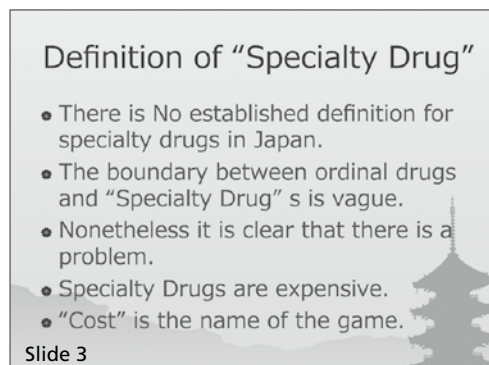 Definition of “Specialty Drug”
There is No established definition for
specialty drugs in Japan.
The boundary between ordinal drugs
and “Specialty Drug” s is vague.
Nonetheless it is clear that there is a
problem.
Specialty Drugs are expensive.
“Cost” is the name of the game.
Slide 3